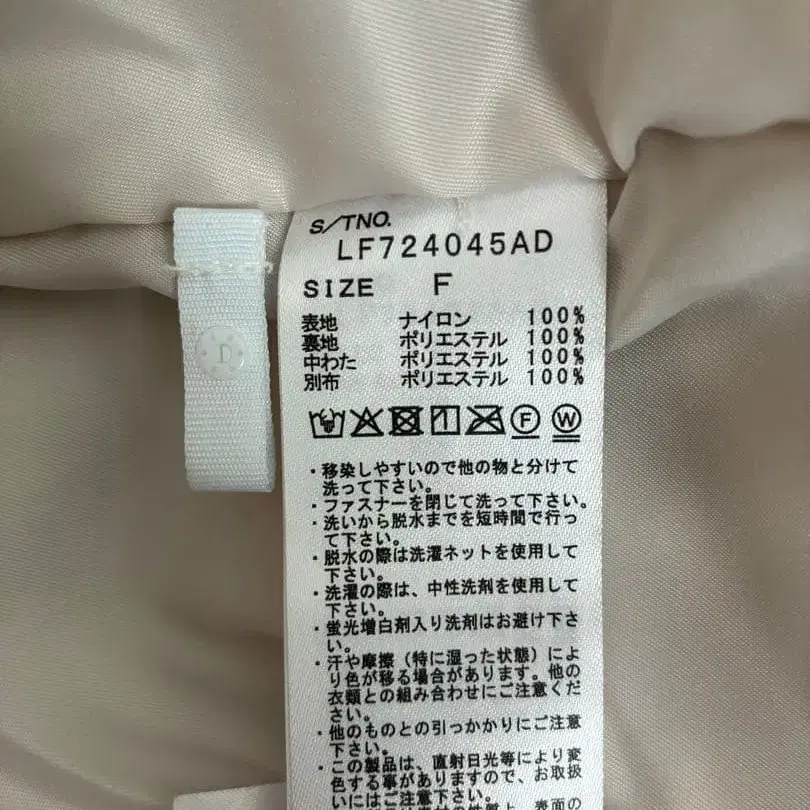 S/TNO.
LF724045AD
SIZE F
表地 ナイロン 100%
裏地 ポリエステル 100%
中わた ポリエステル 100%
別布 ポリエステル 100%
F W
D
・移染しやすいので他の物と分けて
洗って下さい。
・ファスナーを閉じて洗って下さい。
・洗いから脱水までを短時間で行っ
て下さい。
・脱水の際は洗濯ネットを使用して
下さい。
・洗濯の際は、中性洗剤を使用して
下さい。
・蛍光増白剤入り洗剤はお避け下さ
い。
・汗や摩擦（特に湿った状態）によ
り色が移る場合があります。他の
衣類との組み合わせにご注意くだ
さい。
・他のものとの引っかかりにご注意
下さい。
・この製品は、直射日光等により変
色する事がありますので、お取扱
いにはご注意下さい。
の性質上、表面の